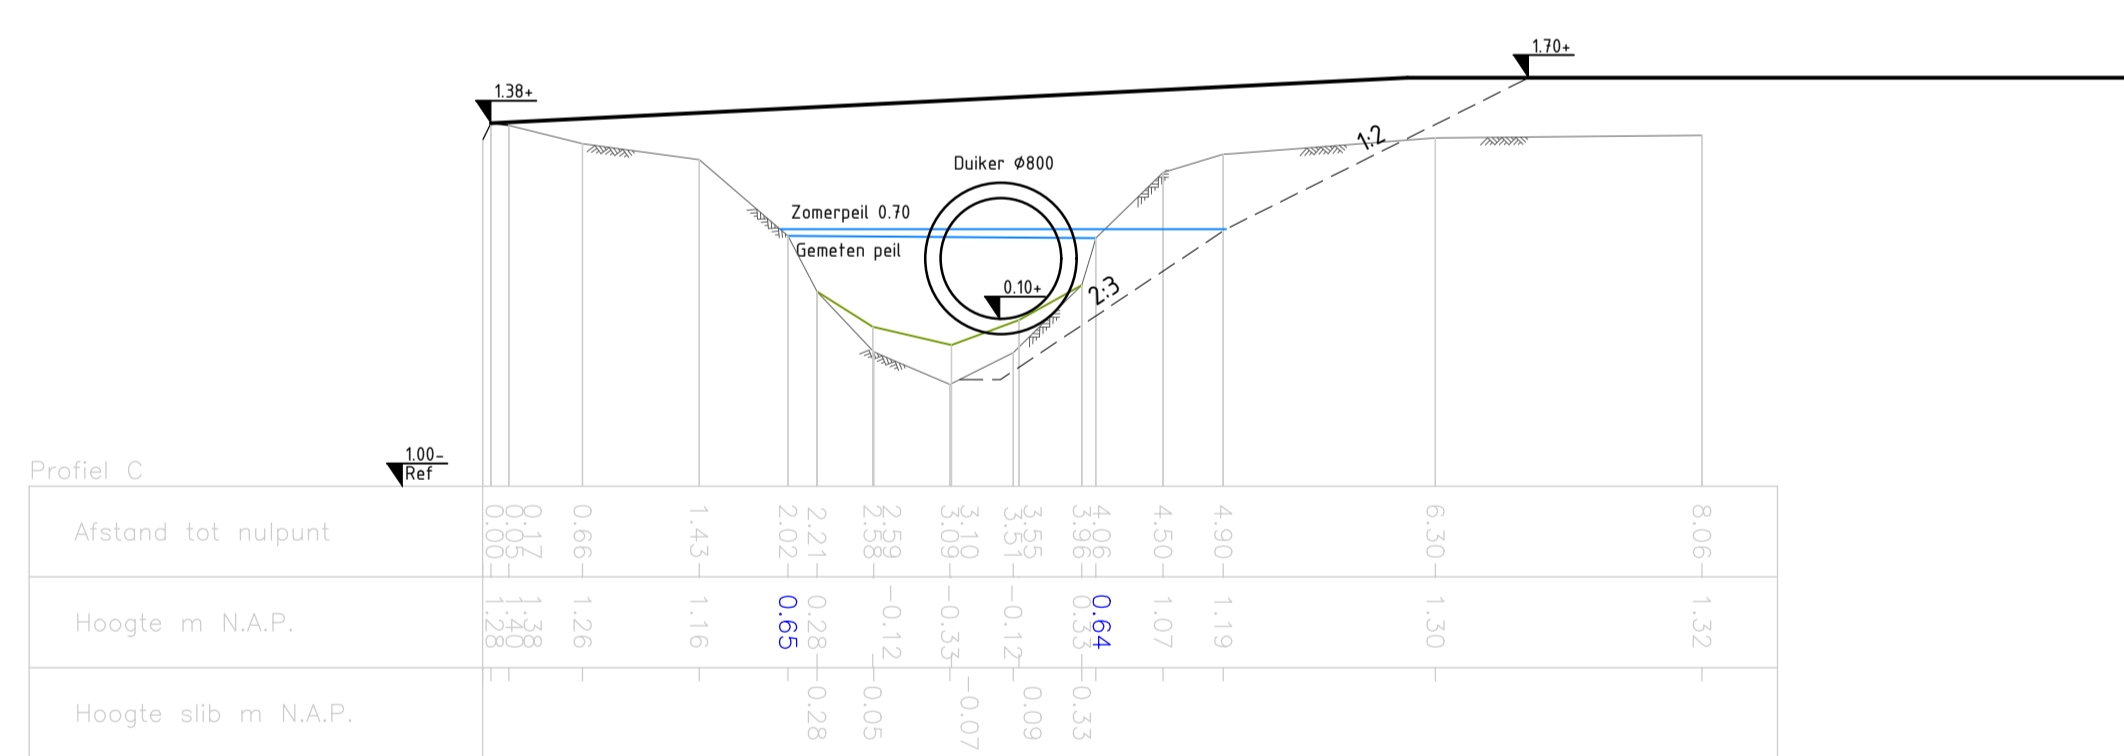 1.70+
1.38+
1:2
Duiker Ø800
Zomerpeil 0.70
Gemeten peil
0.10+
2:3
1.00-
Ref
Profiel C
Afstand tot nulpunt 0.00 0.05 0.17 0.66 1.43 2.02 2.21 2.58 2.59 3.09 3.10 3.51 3.55 3.96 4.06 4.50 4.90 6.30 8.06
Hoogte m N.A.P. 1.28 1.40 1.38 1.26 1.16 0.65 0.28 -0.12 -0.33 -0.12 0.33 0.64 1.07 1.19 1.30 1.32
Hoogte slib m N.A.P. 0.28 0.05 -0.07 0.09 0.33